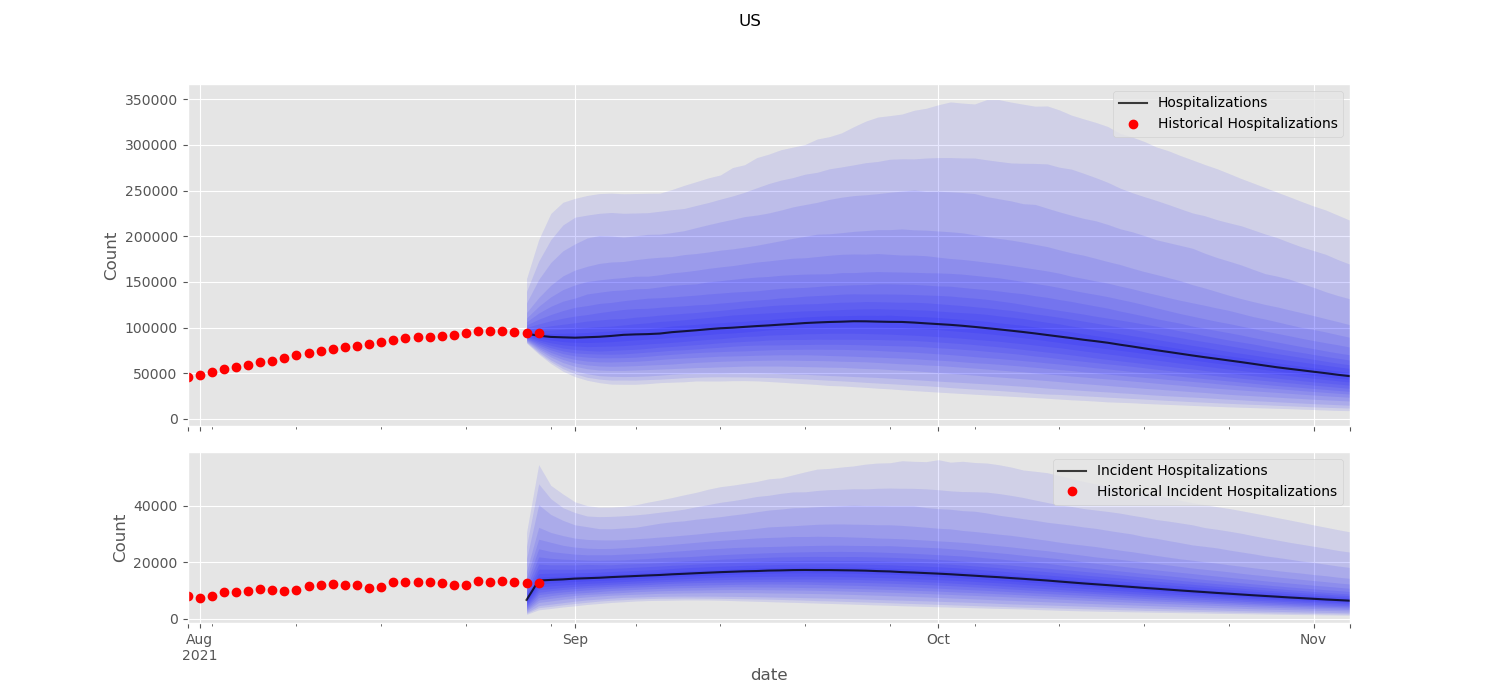 US
350000
300000
250000
200000
150000
100000
50000
0
Count
Hospitalizations
Historical Hospitalizations
40000
20000
0
Count
Incident Hospitalizations
Historical Incident Hospitalizations
Aug
2021
Sep
Oct
Nov
date